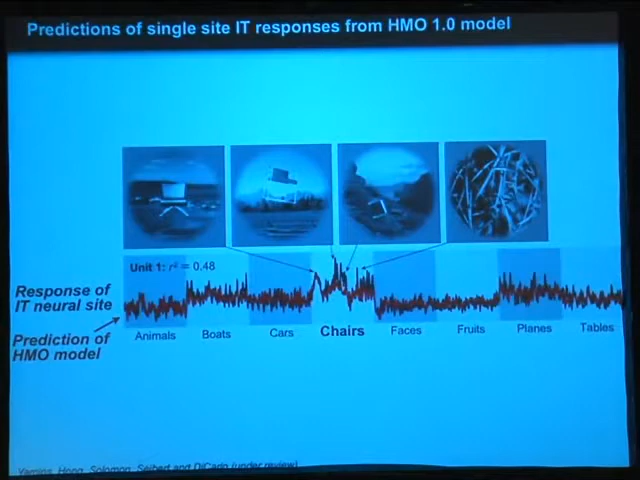 Predictions of single site IT responses from HMO 1.0 model
Unit 1: r² = 0.48
Response of
IT neural site
Prediction of
HMO model
Animals Boats Cars Chairs Faces Fruits Planes Tables
Yamins, Hong, Solomon, Seibert and DiCarlo (under review)